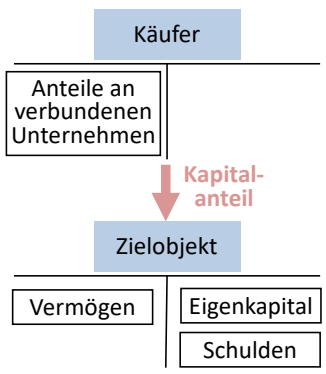 Käufer
Anteile an
verbundenen
Unternehmen
Kapital-
anteil
Zielobjekt
Vermögen
Eigenkapital
Schulden